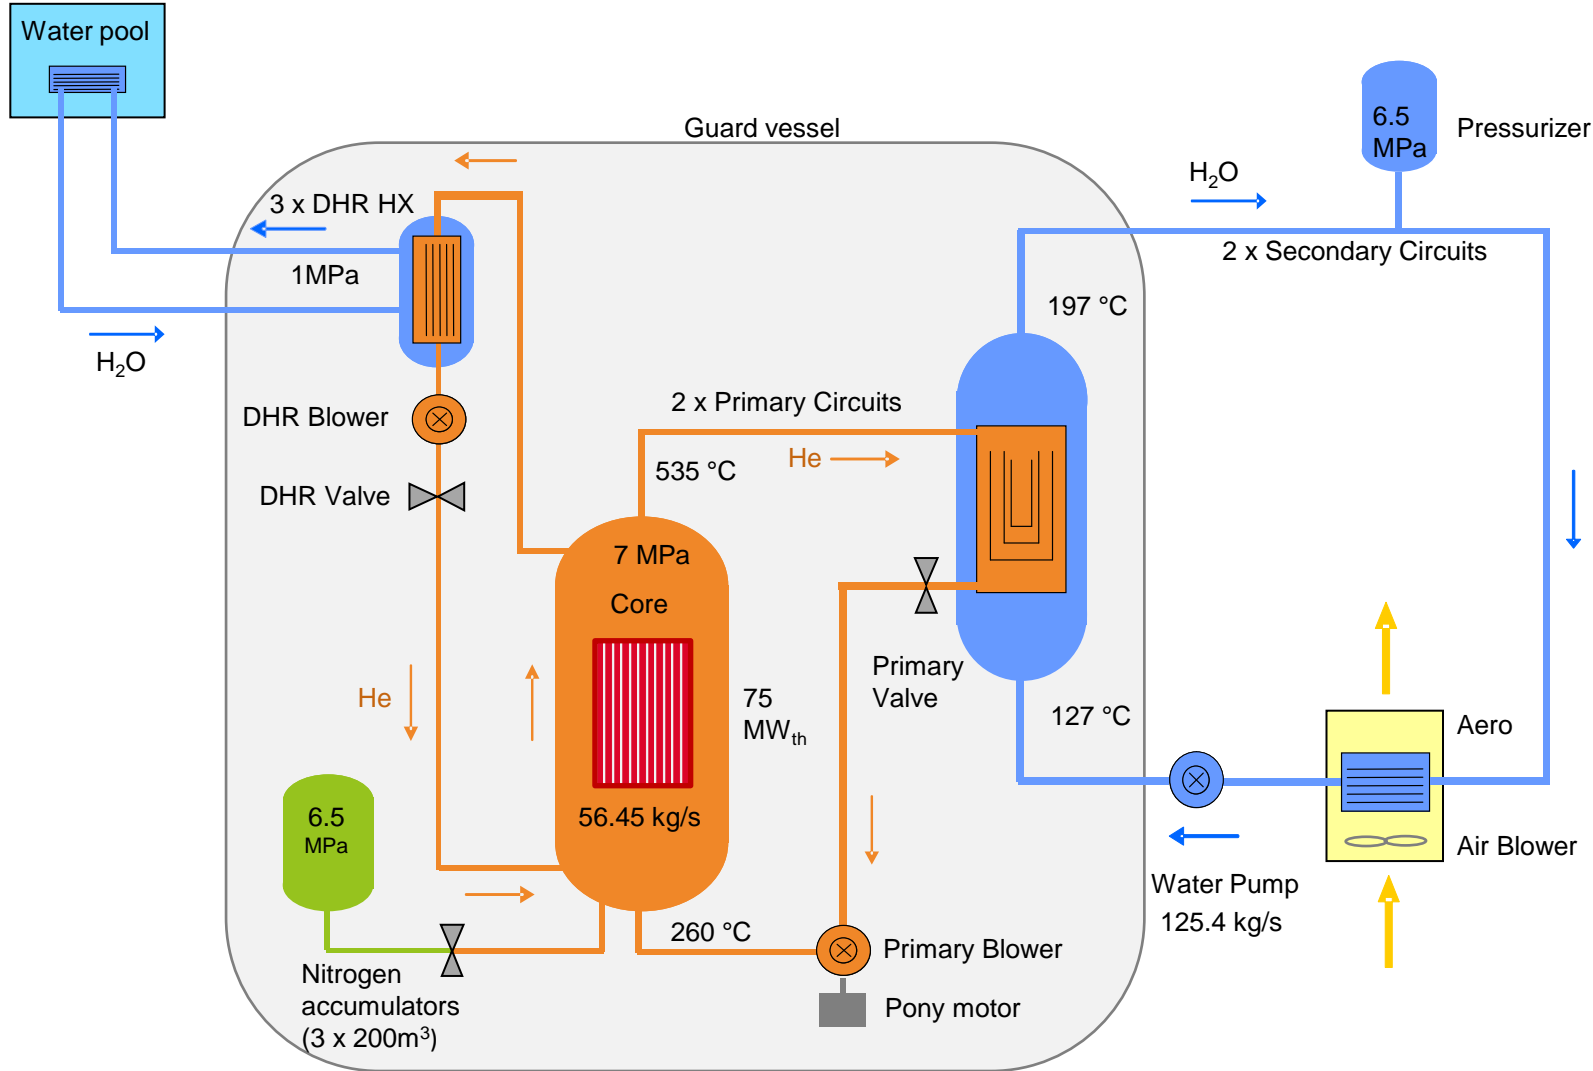 Water pool
Guard vessel
6.5
MPa
Pressurizer
H₂O
3 x DHR HX
2 x Secondary Circuits
1MPa
197 °C
H₂O
DHR Blower
2 x Primary Circuits
He
535 °C
DHR Valve
7 MPa
Core
Primary
Valve
He
75
MWth
127 °C
Aero
6.5
MPa
56.45 kg/s
Air Blower
Water Pump
125.4 kg/s
260 °C
Primary Blower
Nitrogen
accumulators
(3 x 200m³)
Pony motor